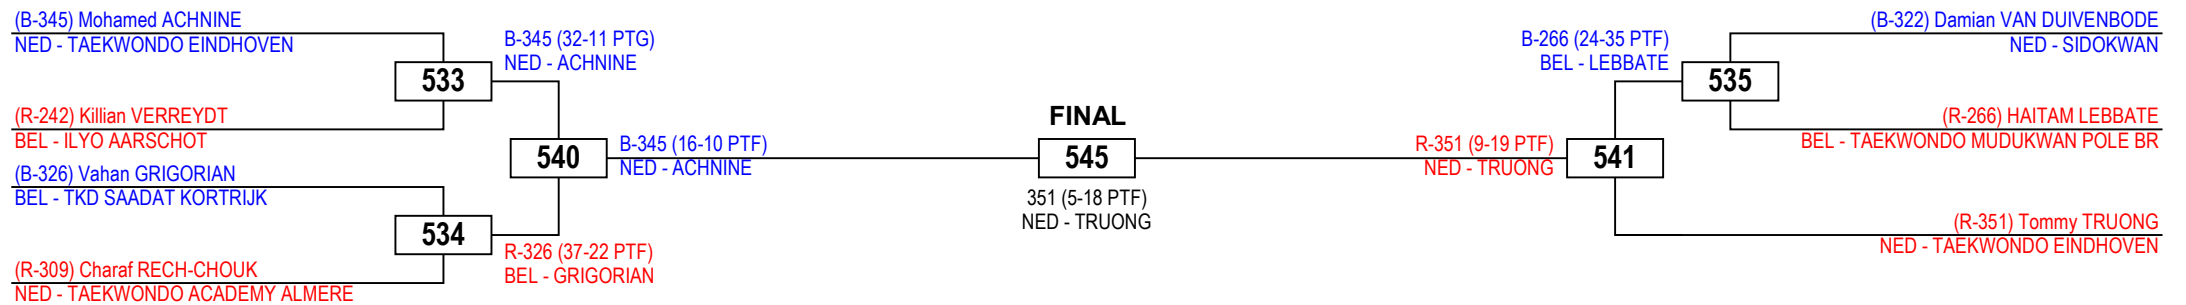 (B-345) Mohamed ACHNINE
NED - TAEKWONDO EINDHOVEN
B-345 (32-11 PTG)
NED - ACHNINE
533
(R-242) Killian VERREYDT
BEL - ILYO AARSCHOT
540
B-345 (16-10 PTF)
NED - ACHNINE
(B-326) Vahan GRIGORIAN
BEL - TKD SAADAT KORTRIJK
534
R-326 (37-22 PTF)
BEL - GRIGORIAN
(R-309) Charaf RECH-CHOUK
NED - TAEKWONDO ACADEMY ALMERE
FINAL
545
351 (5-18 PTF)
NED - TRUONG
B-266 (24-35 PTF)
BEL - LEBBATE
R-351 (9-19 PTF)
NED - TRUONG
541
(B-322) Damian VAN DUIVENBODE
NED - SIDOKWAN
535
(R-266) HAITAM LEBBATE
BEL - TAEKWONDO MUDUKWAN POLE BR
(R-351) Tommy TRUONG
NED - TAEKWONDO EINDHOVEN